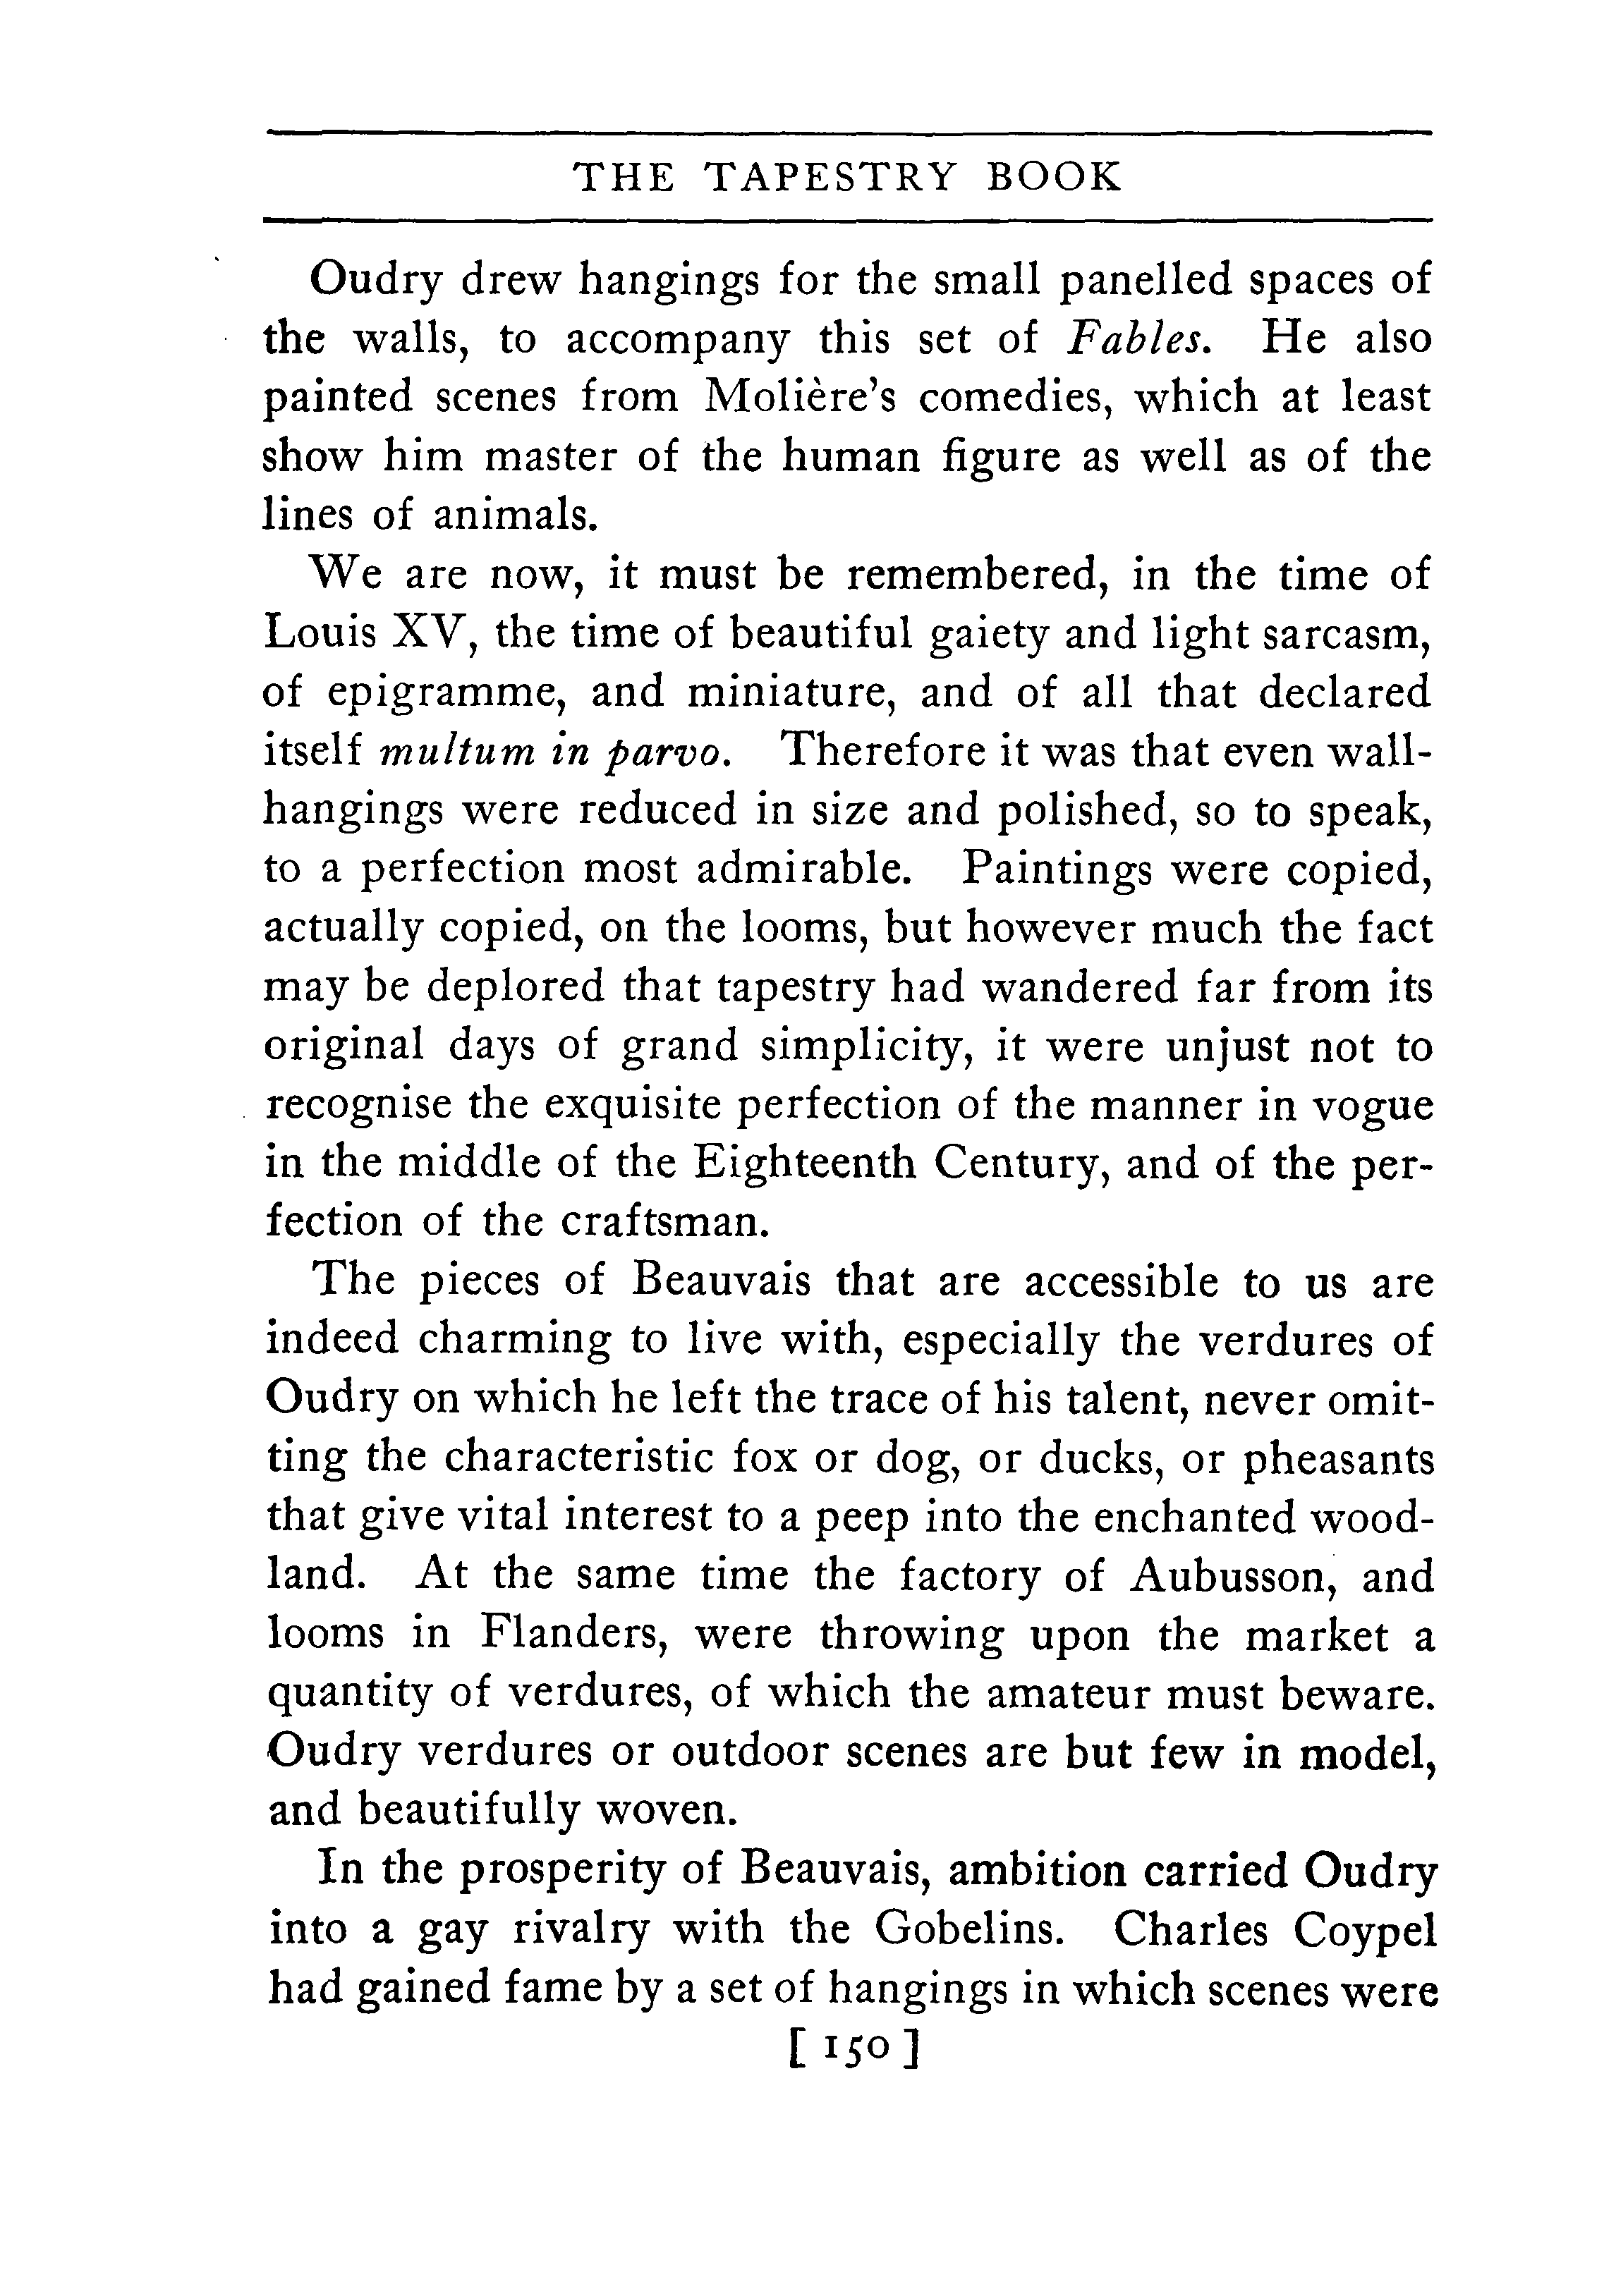 THE TAPESTRY BOOK
Oudry drew hangings for the small panelled spaces of
the walls, to accompany this set of Fables. He also
painted scenes from Molière's comedies, which at least
show him master of the human figure as well as of the
lines of animals.
We are now, it must be remembered, in the time of
Louis XV, the time of beautiful gaiety and light sarcasm,
of epigramme, and miniature, and of all that declared
itself multum in parvo. Therefore it was that even wall-
hangings were reduced in size and polished, so to speak,
to a perfection most admirable. Paintings were copied,
actually copied, on the looms, but however much the fact
may be deplored that tapestry had wandered far from its
original days of grand simplicity, it were unjust not to
recognise the exquisite perfection of the manner in vogue
in the middle of the Eighteenth Century, and of the per-
fection of the craftsman.
The pieces of Beauvais that are accessible to us are
indeed charming to live with, especially the verdures of
Oudry on which he left the trace of his talent, never omit-
ting the characteristic fox or dog, or ducks, or pheasants
that give vital interest to a peep into the enchanted wood-
land. At the same time the factory of Aubusson, and
looms in Flanders, were throwing upon the market a
quantity of verdures, of which the amateur must beware.
Oudry verdures or outdoor scenes are but few in model,
and beautifully woven.
In the prosperity of Beauvais, ambition carried Oudry
into a gay rivalry with the Gobelins. Charles Coypel
had gained fame by a set of hangings in which scenes were
[ 150 ]